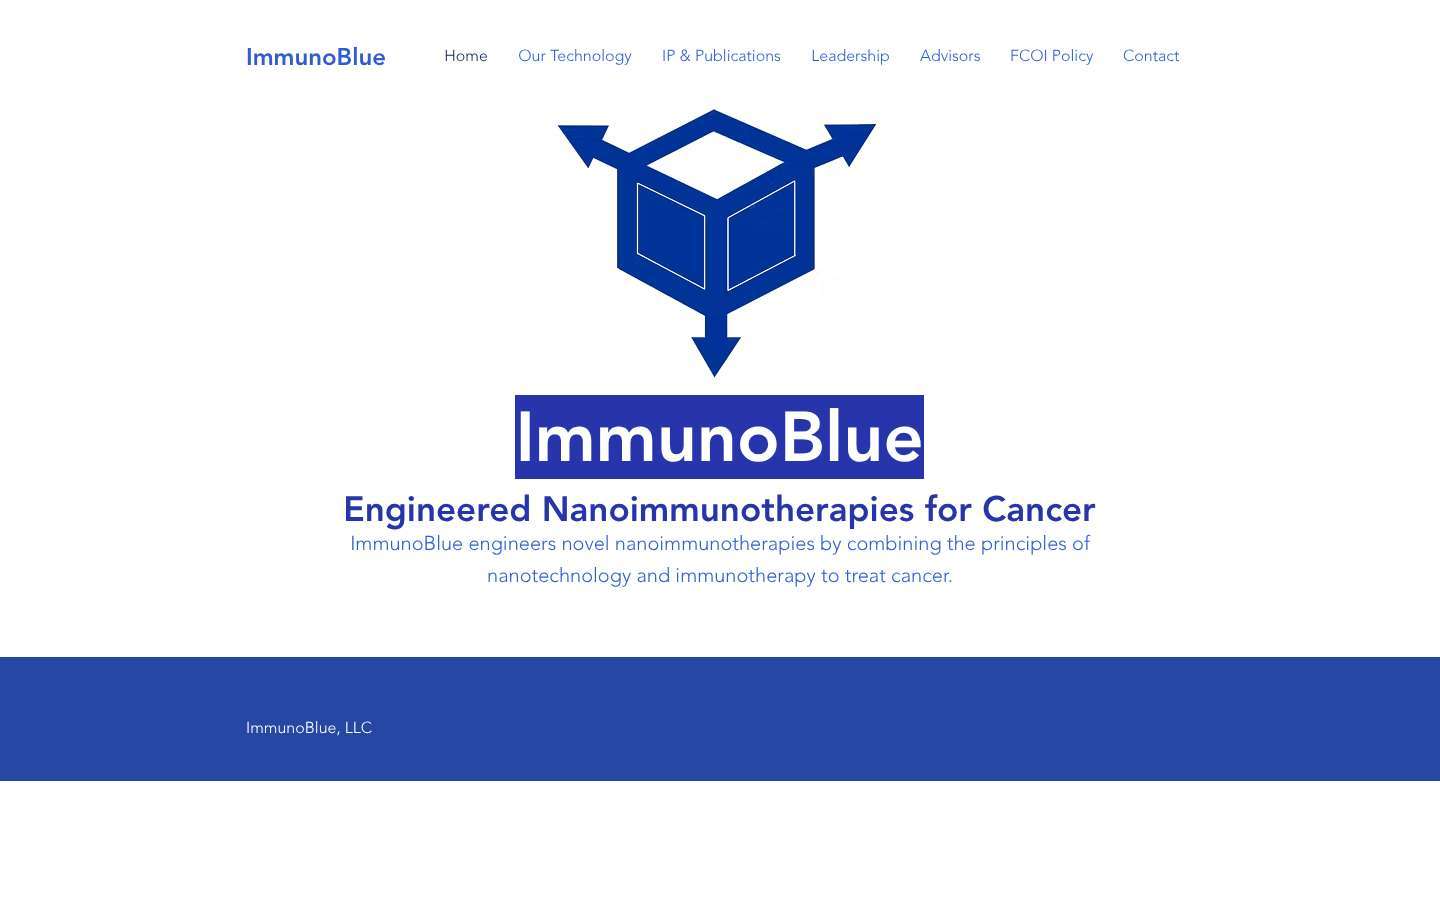 ImmunoBlue
Home
Our Technology
IP & Publications
Leadership
Advisors
FCOI Policy
Contact
ImmunoBlue
Engineered Nanoimmunotherapies for Cancer
ImmunoBlue engineers novel nanoimmunotherapies by combining the principles of
nanotechnology and immunotherapy to treat cancer.
ImmunoBlue, LLC